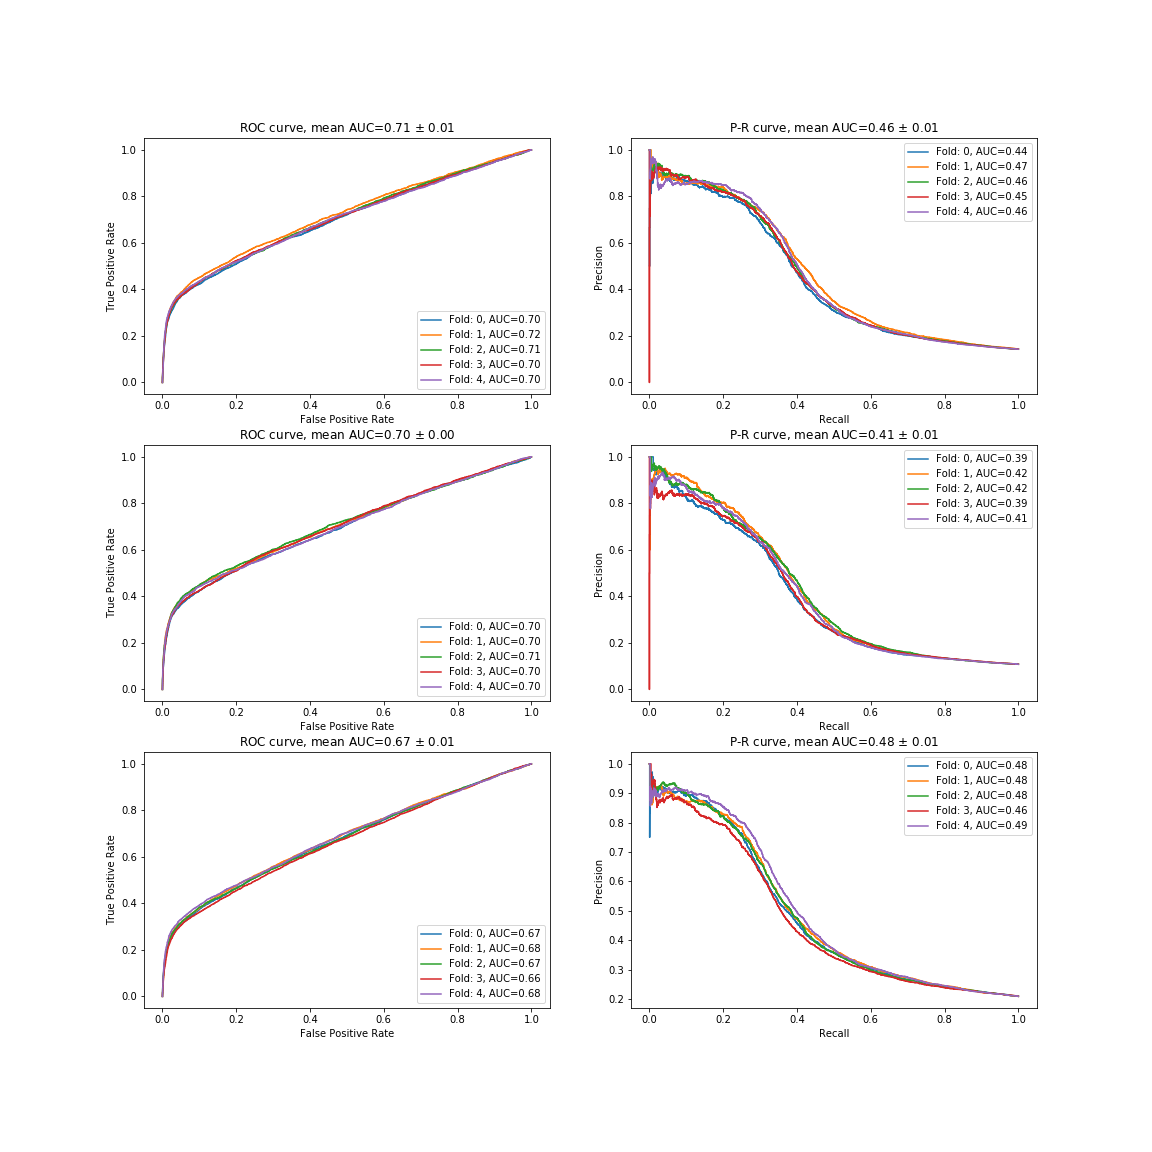 ROC curve, mean AUC=0.71 ± 0.01
True Positive Rate
1.0
0.8
0.6
0.4
0.2
0.0
Fold: 0, AUC=0.70
Fold: 1, AUC=0.72
Fold: 2, AUC=0.71
Fold: 3, AUC=0.70
Fold: 4, AUC=0.70
0.0 0.2 0.4 0.6 0.8 1.0
False Positive Rate
P-R curve, mean AUC=0.46 ± 0.01
Precision
1.0
0.8
0.6
0.4
0.2
0.0
Fold: 0, AUC=0.44
Fold: 1, AUC=0.47
Fold: 2, AUC=0.46
Fold: 3, AUC=0.45
Fold: 4, AUC=0.46
0.0 0.2 0.4 0.6 0.8 1.0
Recall
ROC curve, mean AUC=0.70 ± 0.00
True Positive Rate
1.0
0.8
0.6
0.4
0.2
0.0
Fold: 0, AUC=0.70
Fold: 1, AUC=0.70
Fold: 2, AUC=0.71
Fold: 3, AUC=0.70
Fold: 4, AUC=0.70
0.0 0.2 0.4 0.6 0.8 1.0
False Positive Rate
P-R curve, mean AUC=0.41 ± 0.01
Precision
1.0
0.8
0.6
0.4
0.2
0.0
Fold: 0, AUC=0.39
Fold: 1, AUC=0.42
Fold: 2, AUC=0.42
Fold: 3, AUC=0.39
Fold: 4, AUC=0.41
0.0 0.2 0.4 0.6 0.8 1.0
Recall
ROC curve, mean AUC=0.67 ± 0.01
True Positive Rate
1.0
0.8
0.6
0.4
0.2
0.0
Fold: 0, AUC=0.67
Fold: 1, AUC=0.68
Fold: 2, AUC=0.67
Fold: 3, AUC=0.66
Fold: 4, AUC=0.68
0.0 0.2 0.4 0.6 0.8 1.0
False Positive Rate
P-R curve, mean AUC=0.48 ± 0.01
Precision
1.0
0.9
0.8
0.7
0.6
0.5
0.4
0.3
0.2
Fold: 0, AUC=0.48
Fold: 1, AUC=0.48
Fold: 2, AUC=0.48
Fold: 3, AUC=0.46
Fold: 4, AUC=0.49
0.0 0.2 0.4 0.6 0.8 1.0
Recall